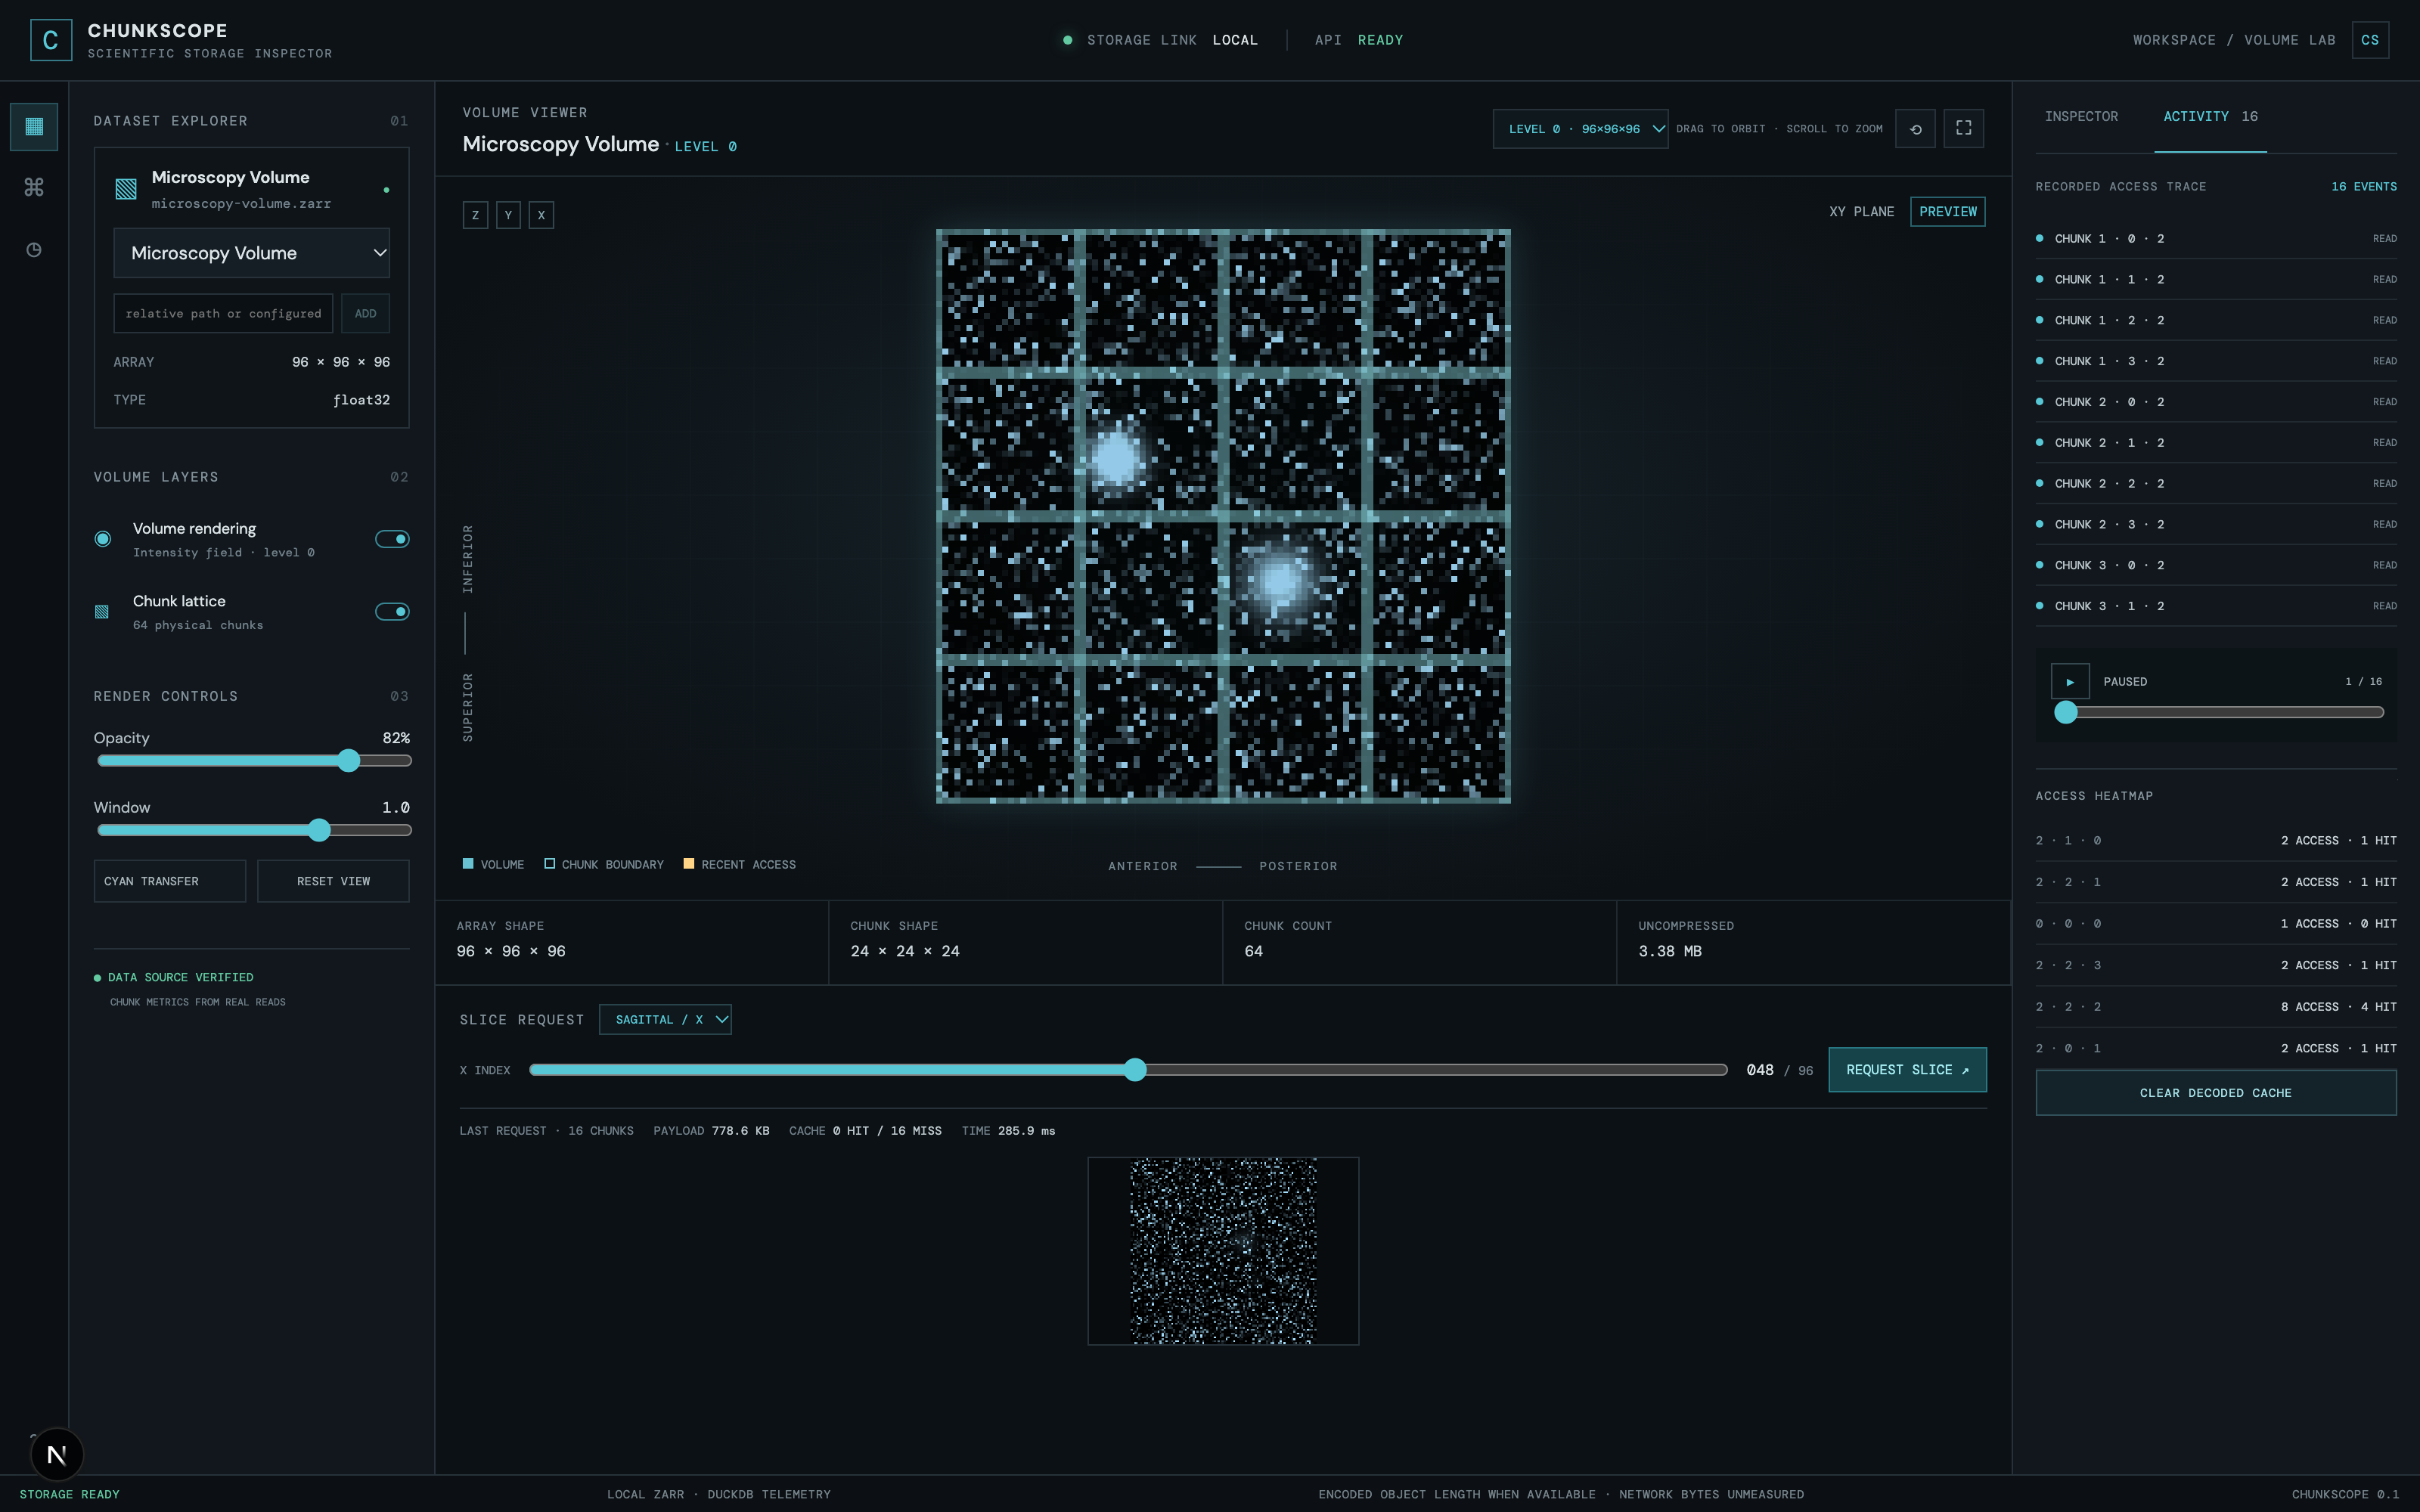 C
CHUNKSCOPE
SCIENTIFIC STORAGE INSPECTOR
STORAGE LINK LOCAL
API READY
WORKSPACE / VOLUME LAB
CS
DATASET EXPLORER 01
Microscopy Volume
microscopy-volume.zarr
Microscopy Volume
relative path or configured
ADD
ARRAY 96 × 96 × 96
TYPE float32
VOLUME LAYERS 02
Volume rendering
Intensity field · level 0
Chunk lattice
64 physical chunks
RENDER CONTROLS 03
Opacity 82%
Window 1.0
CYAN TRANSFER
RESET VIEW
DATA SOURCE VERIFIED
CHUNK METRICS FROM REAL READS
N
VOLUME VIEWER
Microscopy Volume · LEVEL 0
LEVEL 0 · 96×96×96
DRAG TO ORBIT · SCROLL TO ZOOM
Z Y X
XY PLANE
PREVIEW
INFERIOR
SUPERIOR
VOLUME
CHUNK BOUNDARY
RECENT ACCESS
ANTERIOR
POSTERIOR
ARRAY SHAPE
96 × 96 × 96
CHUNK SHAPE
24 × 24 × 24
CHUNK COUNT
64
UNCOMPRESSED
3.38 MB
SLICE REQUEST
SAGITTAL / X
X INDEX
048 / 96
REQUEST SLICE ↗
LAST REQUEST · 16 CHUNKS PAYLOAD 778.6 KB CACHE 0 HIT / 16 MISS TIME 285.9 ms
INSPECTOR
ACTIVITY 16
RECORDED ACCESS TRACE 16 EVENTS
CHUNK 1 · 0 · 2 READ
CHUNK 1 · 1 · 2 READ
CHUNK 1 · 2 · 2 READ
CHUNK 1 · 3 · 2 READ
CHUNK 2 · 0 · 2 READ
CHUNK 2 · 1 · 2 READ
CHUNK 2 · 2 · 2 READ
CHUNK 2 · 3 · 2 READ
CHUNK 3 · 0 · 2 READ
CHUNK 3 · 1 · 2 READ
PAUSED 1 / 16
ACCESS HEATMAP
2 · 1 · 0 2 ACCESS · 1 HIT
2 · 2 · 1 2 ACCESS · 1 HIT
0 · 0 · 0 1 ACCESS · 0 HIT
2 · 2 · 3 2 ACCESS · 1 HIT
2 · 2 · 2 8 ACCESS · 4 HIT
2 · 0 · 1 2 ACCESS · 1 HIT
CLEAR DECODED CACHE
STORAGE READY
LOCAL ZARR · DUCKDB TELEMETRY
ENCODED OBJECT LENGTH WHEN AVAILABLE · NETWORK BYTES UNMEASURED
CHUNKSCOPE 0.1